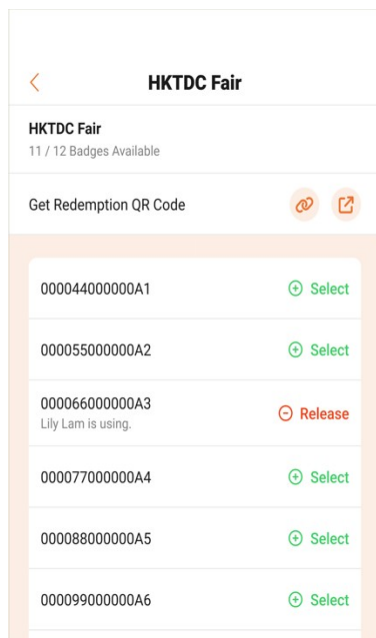 HKTDC Fair
HKTDC Fair
11 / 12 Badges Available
Get Redemption QR Code
000044000000A1
Select
000055000000A2
Select
000066000000A3
Lily Lam is using.
Release
000077000000A4
Select
000088000000A5
Select
000099000000A6
Select